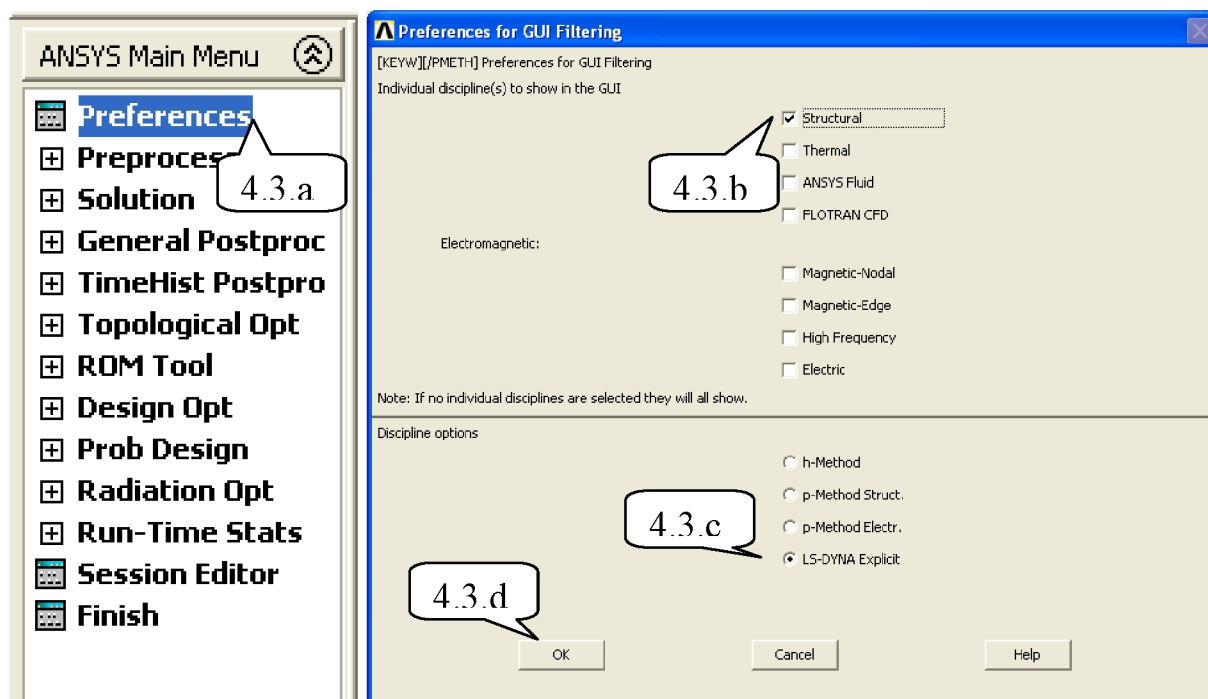 ANSYS Main Menu
Preferences
4.3.a
Solution
General Postproc
TimeHist Postpro
Topological Opt
ROM Tool
Design Opt
Prob Design
Radiation Opt
Run-Time Stats
Session Editor
Finish
Preferences for GUI Filtering
[KEYW][/PMETH] Preferences for GUI Filtering
Individual discipline(s) to show in the GUI
Structural
4.3.b
Thermal
ANSYS Fluid
FLOTRAN CFD
Electromagnetic:
Magnetic-Nodal
Magnetic-Edge
High Frequency
Electric
Note: If no individual disciplines are selected they will all show.
Discipline options
h-Method
p-Method Struct.
4.3.c
p-Method Electr.
LS-DYNA Explicit
4.3.d
OK Cancel Help